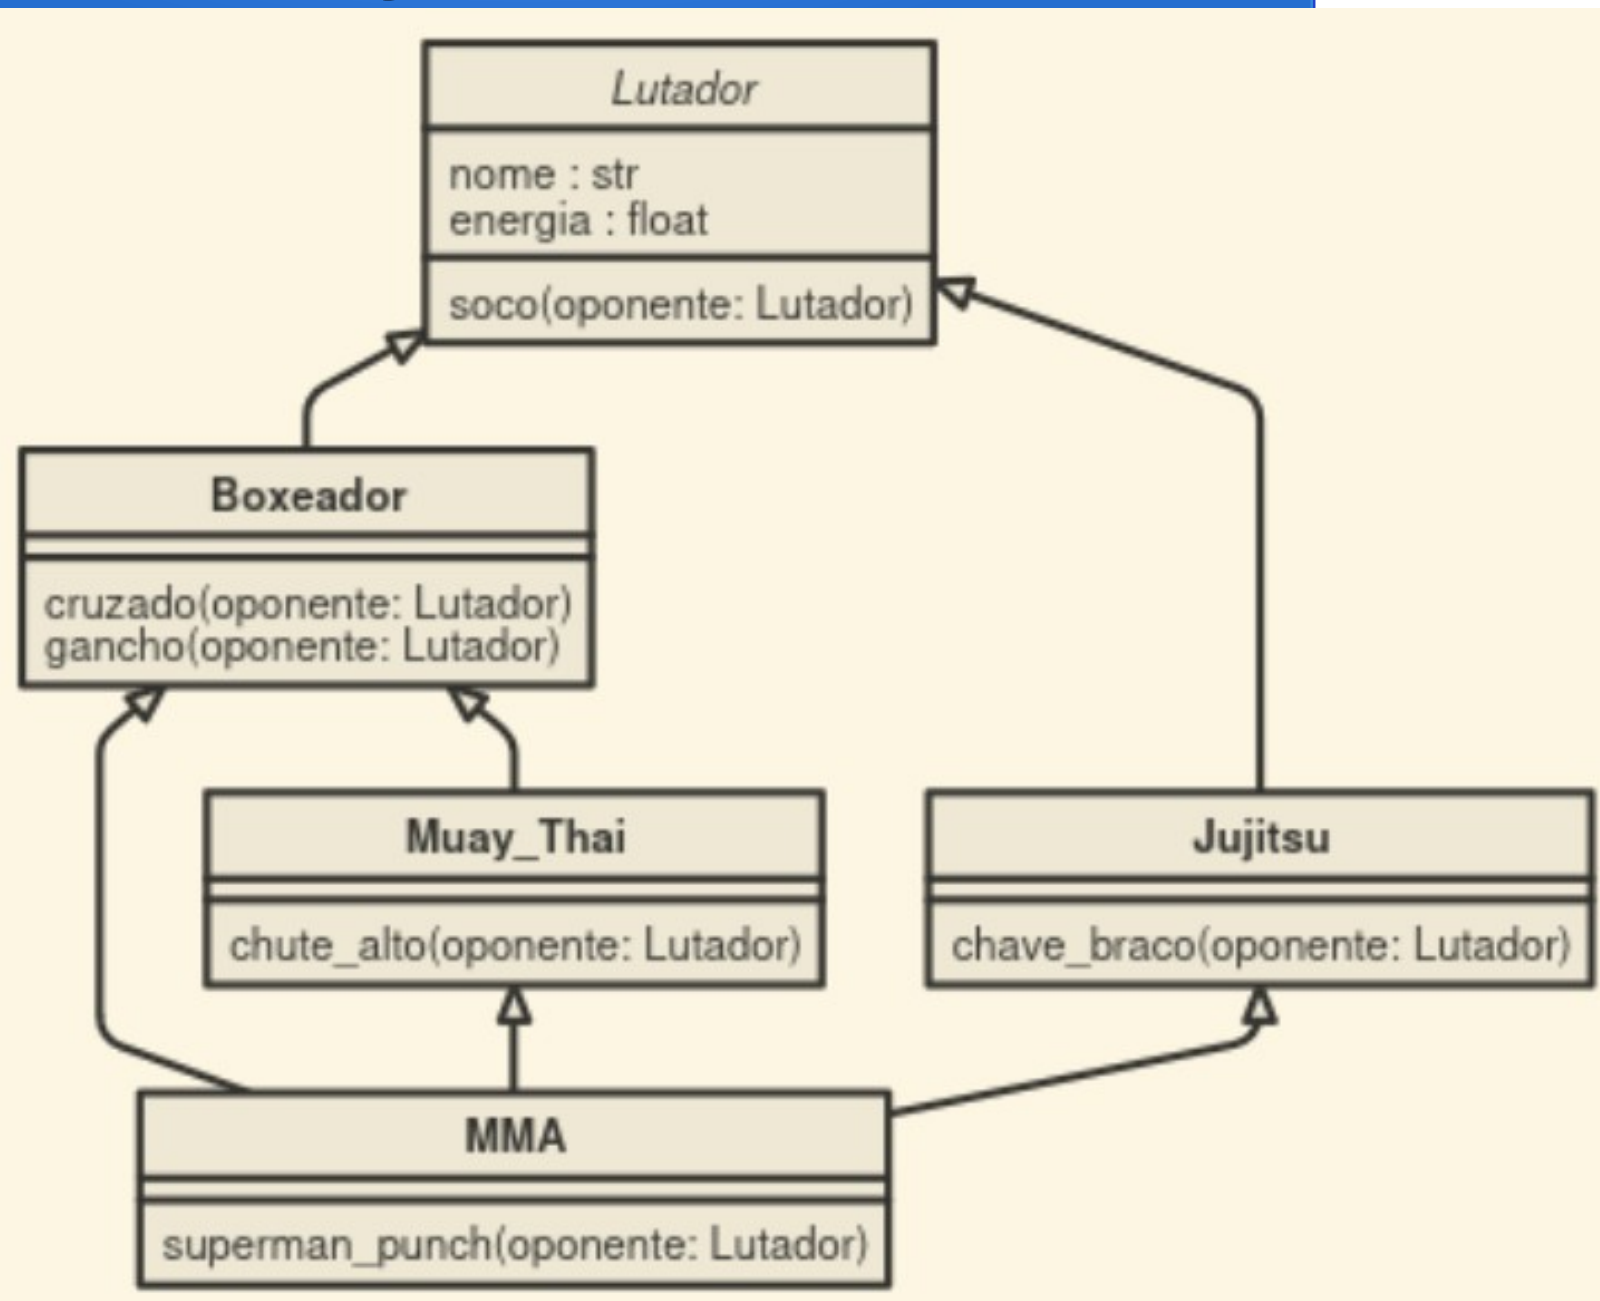 Lutador
nome : str
energia : float
soco(oponente: Lutador)
Boxeador
cruzado(oponente: Lutador)
gancho(oponente: Lutador)
Muay_Thai
chute_alto(oponente: Lutador)
Jujitsu
chave_braco(oponente: Lutador)
MMA
superman_punch(oponente: Lutador)